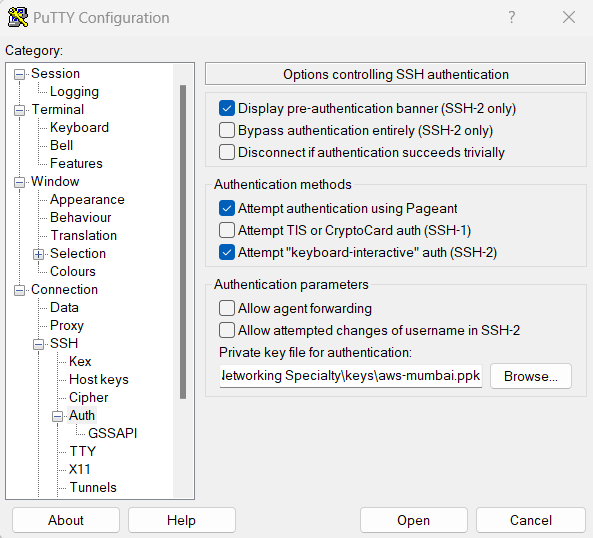 PuTTY Configuration
Category:
Session
Logging
Terminal
Keyboard
Bell
Features
Window
Appearance
Behaviour
Translation
Selection
Colours
Connection
Data
Proxy
SSH
Kex
Host keys
Cipher
Auth
GSSAPI
TTY
X11
Tunnels
Options controlling SSH authentication
Display pre-authentication banner (SSH-2 only)
Bypass authentication entirely (SSH-2 only)
Disconnect if authentication succeeds trivially
Authentication methods
Attempt authentication using Pageant
Attempt TIS or CryptoCard auth (SSH-1)
Attempt "keyboard-interactive" auth (SSH-2)
Authentication parameters
Allow agent forwarding
Allow attempted changes of username in SSH-2
Private key file for authentication:
Networking Specialty\keys\aws-mumbai.ppk
Browse...
About
Help
Open
Cancel